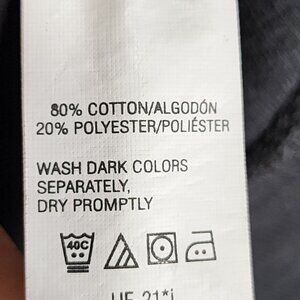 80% COTTON/ALGODÓN
20% POLYESTER/POLIÉSTER
WASH DARK COLORS
SEPARATELY,
DRY PROMPTLY
40C